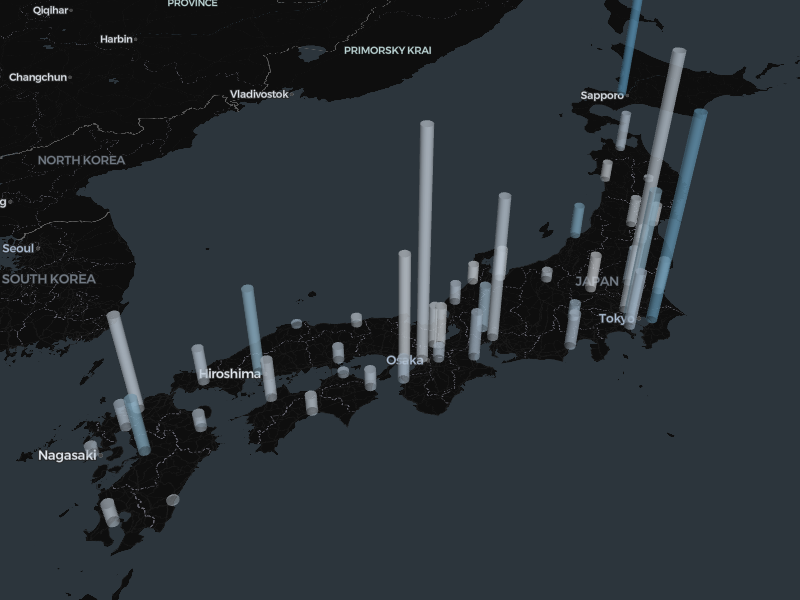 PROVINCE
Qiqihar
Harbin
PRIMORSKY KRAI
Changchun
Vladivostok
Sapporo
NORTH KOREA
g
Seoul
SOUTH KOREA
JAPAN
Tokyo
Osaka
Hiroshima
Nagasaki